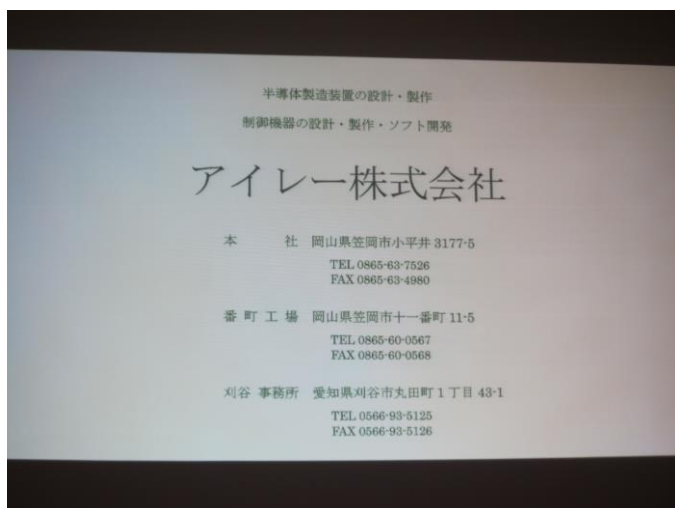 半導体製造装置の設計・製作
制御機器の設計・製作・ソフト開発
アイレー株式会社
本 社 岡山県笠岡市小平井 3177-5
TEL 0865-63-7526
FAX 0865-63-4980
番町工場 岡山県笠岡市十一番町 11-5
TEL 0865-60-0567
FAX 0865-60-0568
刈谷 事務所 愛知県刈谷市丸田町 1 丁目 43-1
TEL 0566-93-5125
FAX 0566-93-5126